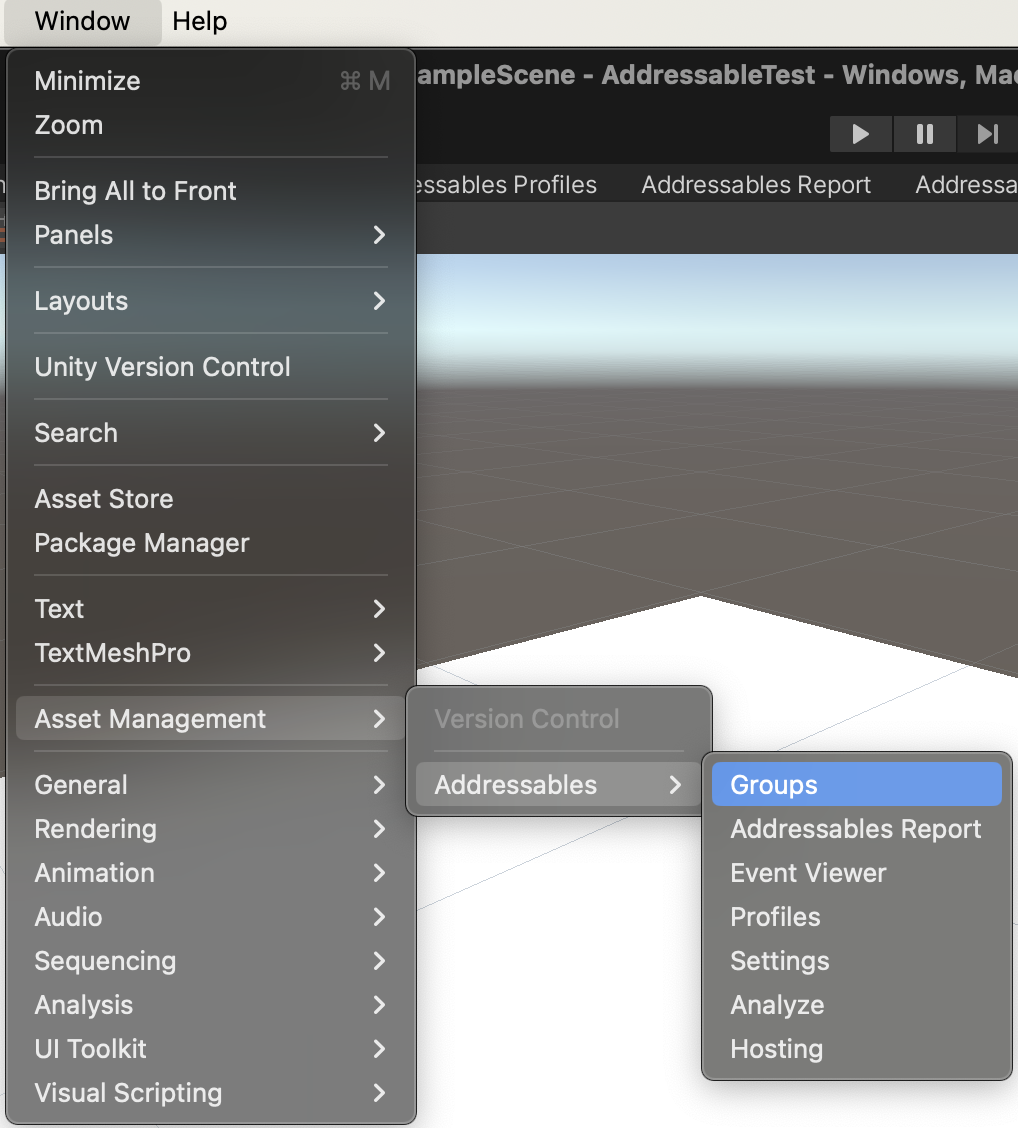 Window Help
Minimize ⌘ M
ampleScene - AddressableTest - Windows, Mac
Zoom
Bring All to Front
essables Profiles Addressables Report Addressa
Panels
Layouts
Unity Version Control
Search
Asset Store
Package Manager
Text
TextMeshPro
Asset Management
Version Control
General
Addressables
Groups
Rendering
Addressables Report
Animation
Event Viewer
Audio
Profiles
Sequencing
Settings
Analysis
Analyze
UI Toolkit
Hosting
Visual Scripting